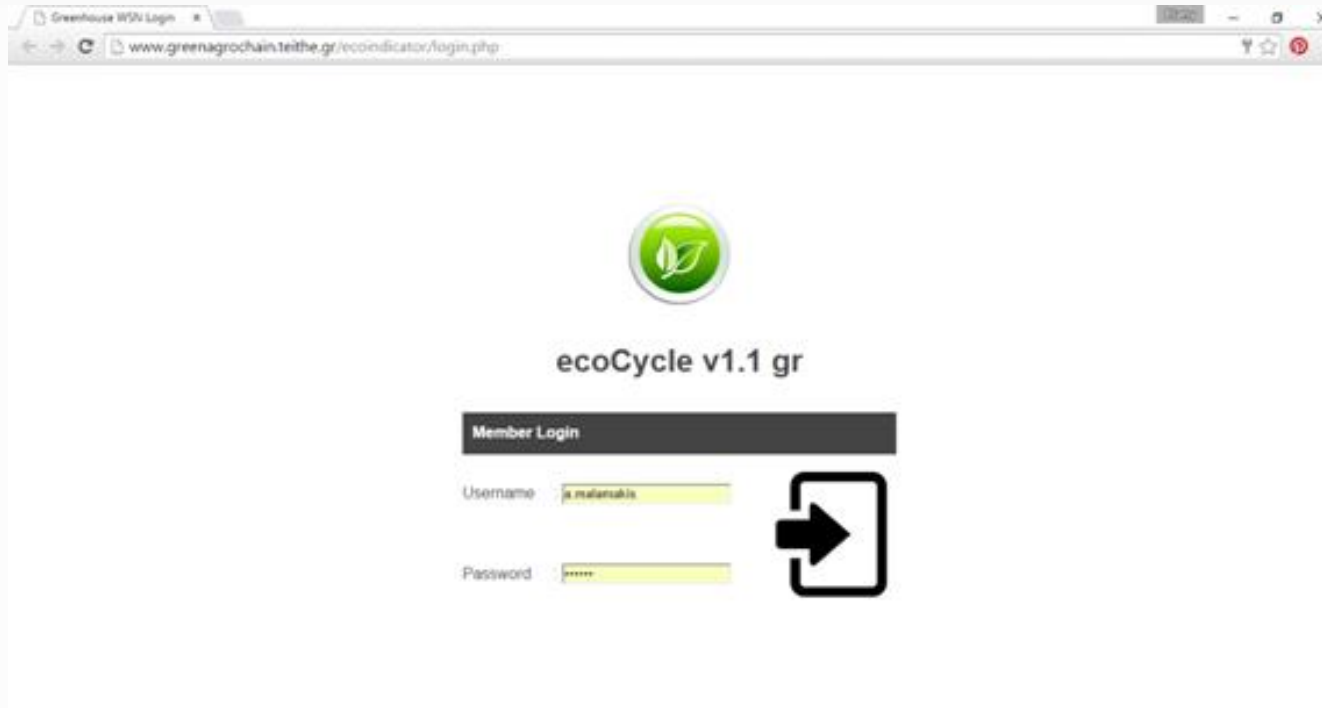 Greenhouse WSN Login
www.greenagrochain.teithe.gr/ecoindicator/login.php
ecoCycle v1.1 gr
Member Login
Username a.malamakis
Password ••••••